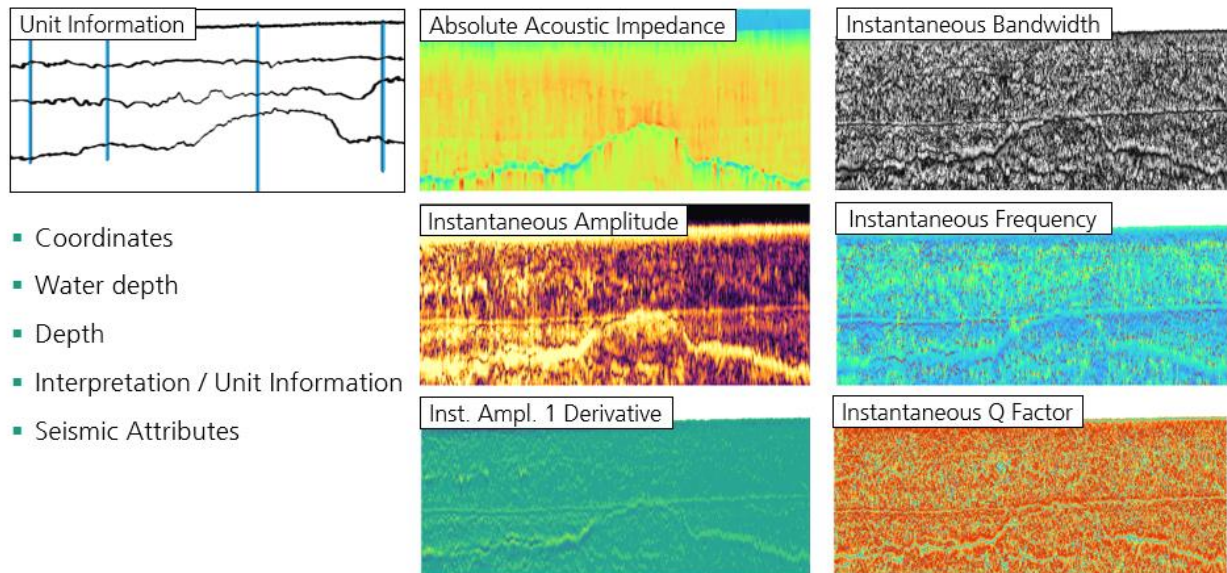 Unit Information
Absolute Acoustic Impedance
Instantaneous Bandwidth
Instantaneous Amplitude
Instantaneous Frequency
Coordinates
Water depth
Depth
Interpretation / Unit Information
Seismic Attributes
Inst. Ampl. 1 Derivative
Instantaneous Q Factor